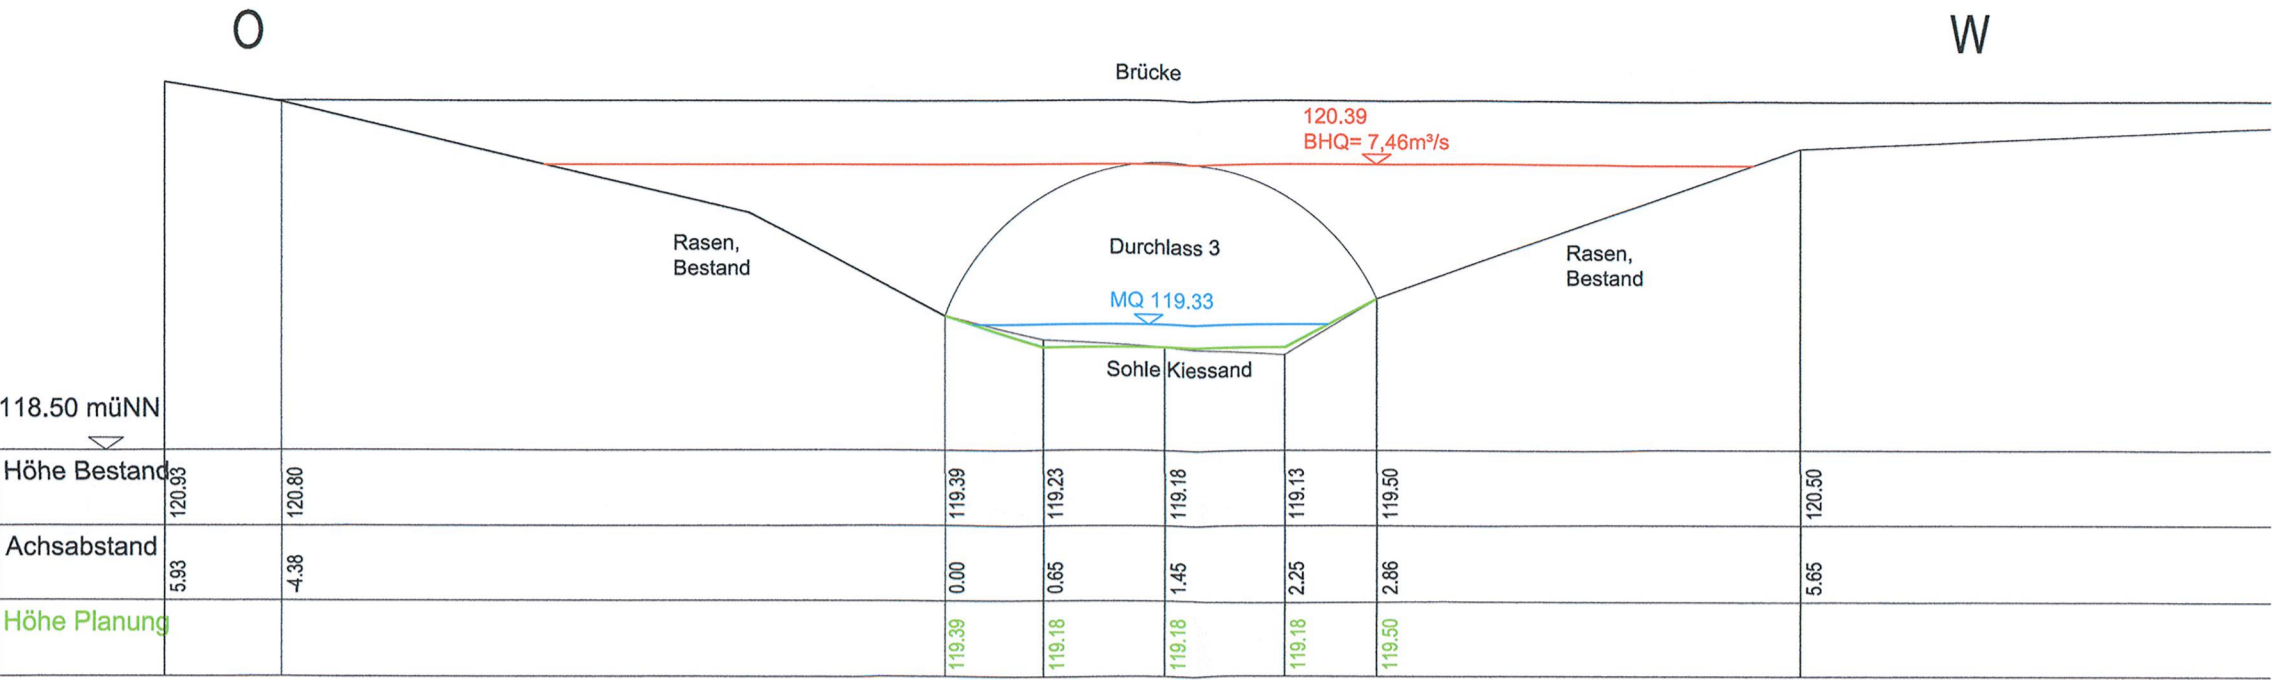 O
W
Brücke
120.39
BHQ= 7,46m³/s
Rasen,
Bestand
Durchlass 3
Rasen,
Bestand
MQ 119.33
Sohle Kiessand
118.50 müNN
Höhe Bestand 120.93 120.80 119.39 119.23 119.18 119.13 119.50 120.50
Achsabstand 5.93 -4.38 0.00 0.65 1.45 2.25 2.86 5.65
Höhe Planung 119.39 119.18 119.18 119.18 119.50